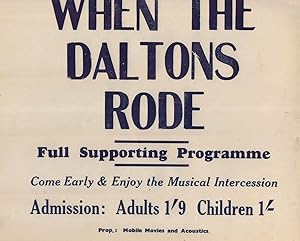 WHEN THE
DALTONS
RODE
Full Supporting Programme
Come Early & Enjoy the Musical Intercession
Admission: Adults 1'9 Children 1/-
Prop,: Mobile Movies and Acoustics.